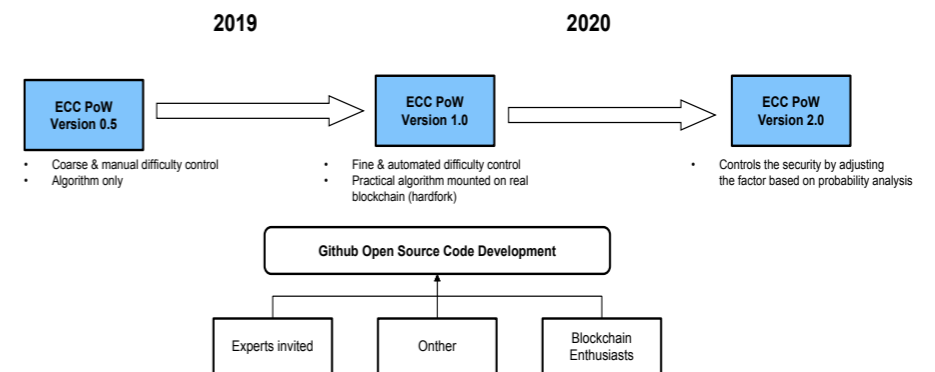 2019
2020
ECC PoW
Version 0.5
ECC PoW
Version 1.0
ECC PoW
Version 2.0
• Coarse & manual difficulty control
• Algorithm only
• Fine & automated difficulty control
• Practical algorithm mounted on real
blockchain (hardfork)
• Controls the security by adjusting
the factor based on probability analysis
Github Open Source Code Development
Experts invited
Onther
Blockchain
Enthusiasts